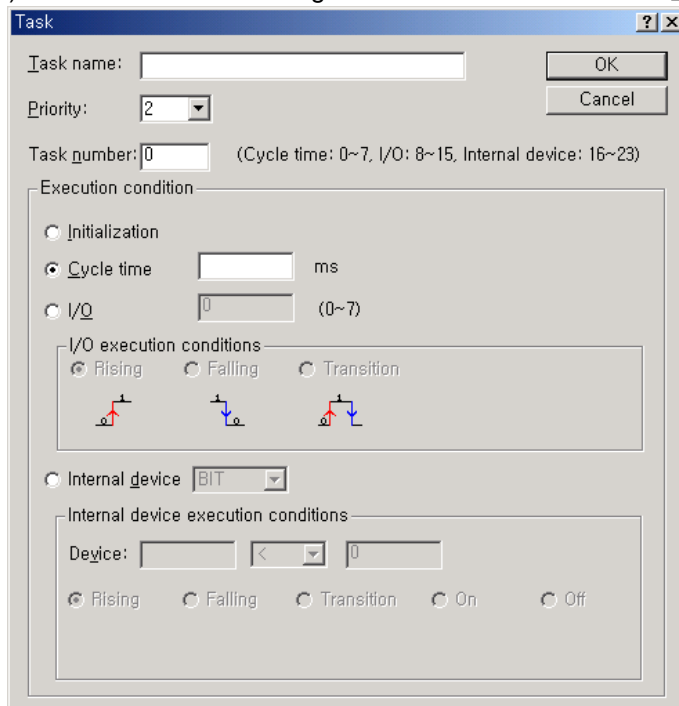 Task
Task name:
OK
Priority: 2
Cancel
Task number: 0 (Cycle time: 0~7, I/O: 8~15, Internal device: 16~23)
Execution condition
Initialization
Cycle time ms
I/O 0 (0~7)
I/O execution conditions
Rising Falling Transition
0 1 1 0 0 1
Internal device BIT
Internal device execution conditions
Device: < 0
Rising Falling Transition On Off